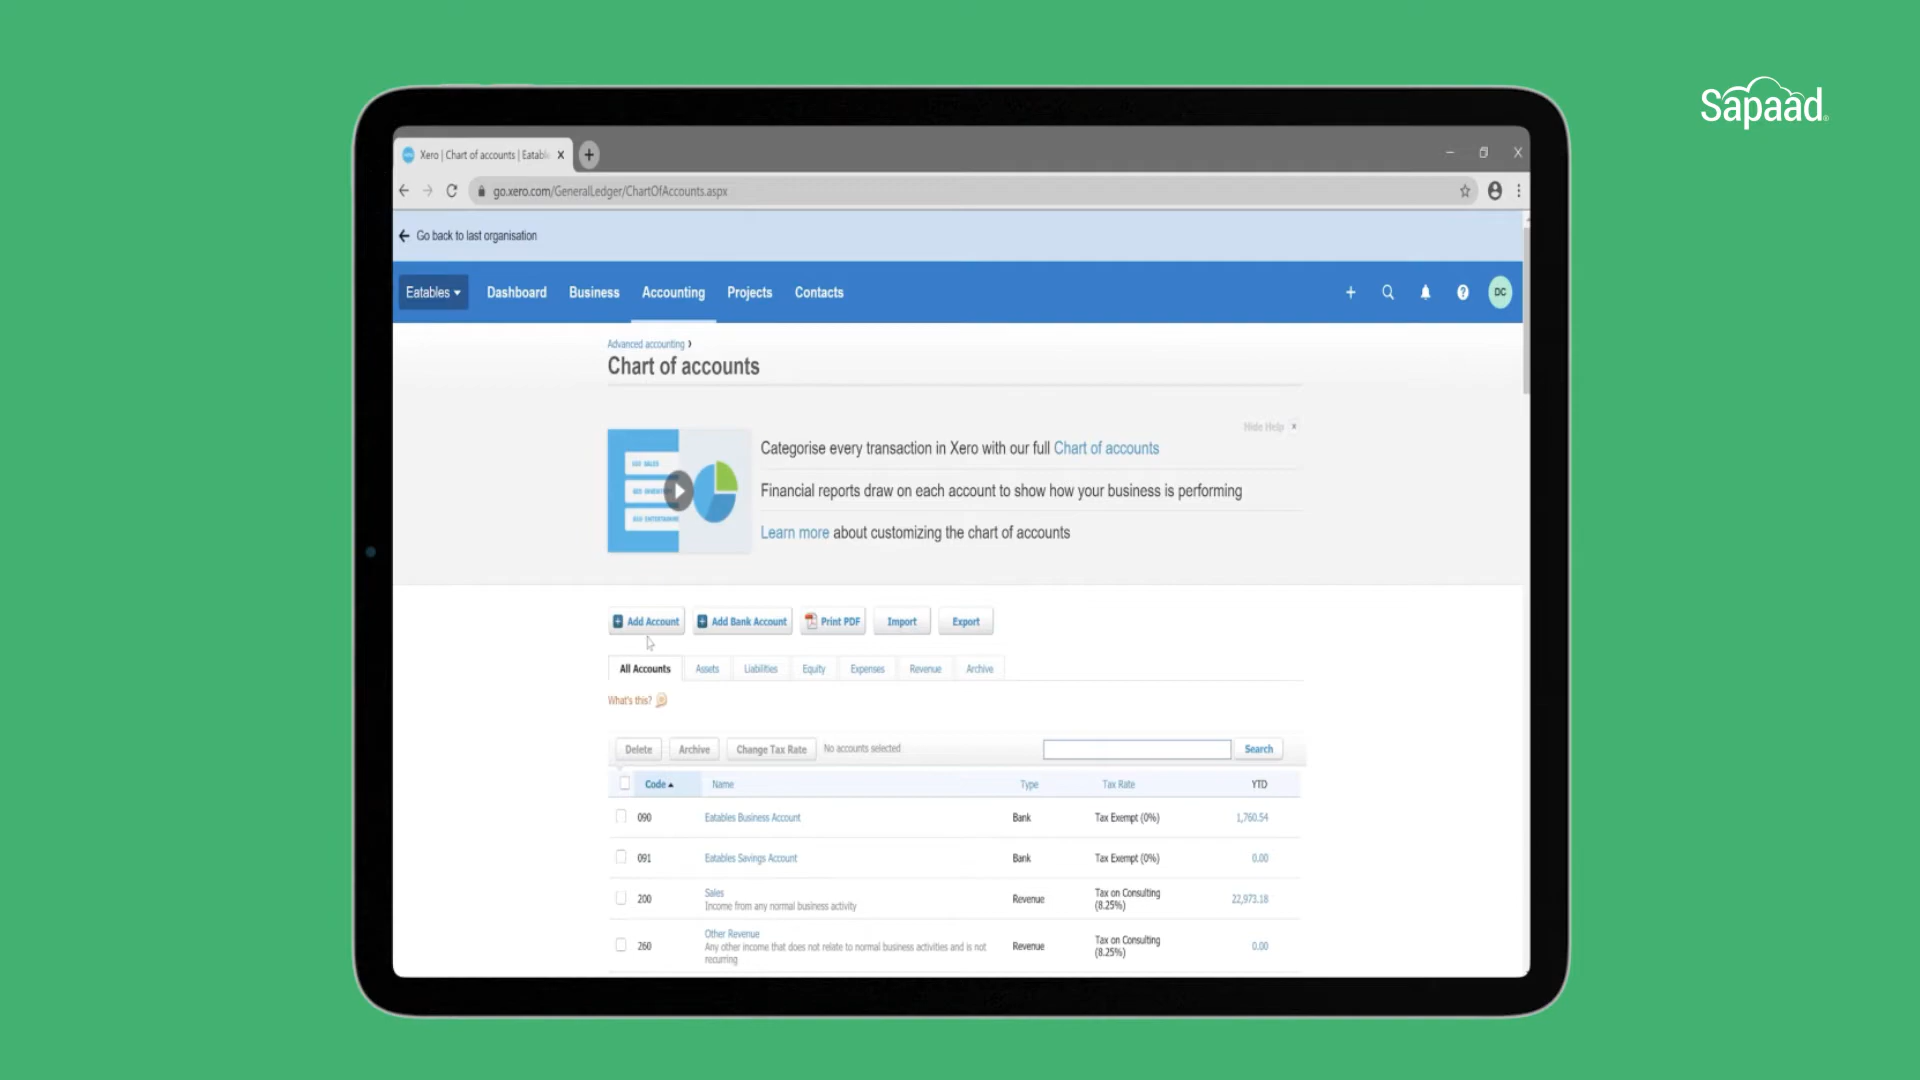 Sapaad
Xero | Chart of accounts | Eatabl
go.xero.com/GeneralLedger/ChartOfAccounts.aspx
Go back to last organisation
Eatables Dashboard Business Accounting Projects Contacts DC
Advanced accounting
Chart of accounts
Hide Help x
Categorise every transaction in Xero with our full Chart of accounts
Financial reports draw on each account to show how your business is performing
Learn more about customizing the chart of accounts
Add Account Add Bank Account Print PDF Import Export
All Accounts Assets Liabilities Equity Expenses Revenue Archive
What's this?
Delete Archive Change Tax Rate No accounts selected Search
Code Name Type Tax Rate YTD
090 Eatables Business Account Bank Tax Exempt (0%) 1,760.54
091 Eatables Savings Account Bank Tax Exempt (0%) 0.00
200 Sales Revenue Tax on Consulting 22,973.18
Income from any normal business activity (8.25%)
260 Other Revenue Revenue Tax on Consulting 0.00
Any other income that does not relate to normal business activities and is not (8.25%)
recurring